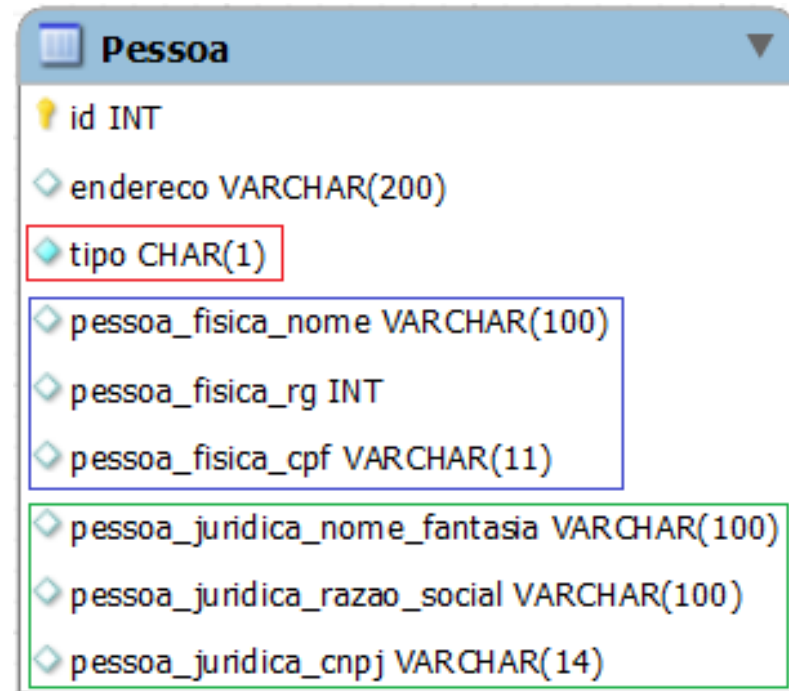 Pessoa
id INT
endereco VARCHAR(200)
tipo CHAR(1)
pessoa_fisica_nome VARCHAR(100)
pessoa_fisica_rg INT
pessoa_fisica_cpf VARCHAR(11)
pessoa_juridica_nome_fantasia VARCHAR(100)
pessoa_juridica_razao_social VARCHAR(100)
pessoa_juridica_cnpj VARCHAR(14)